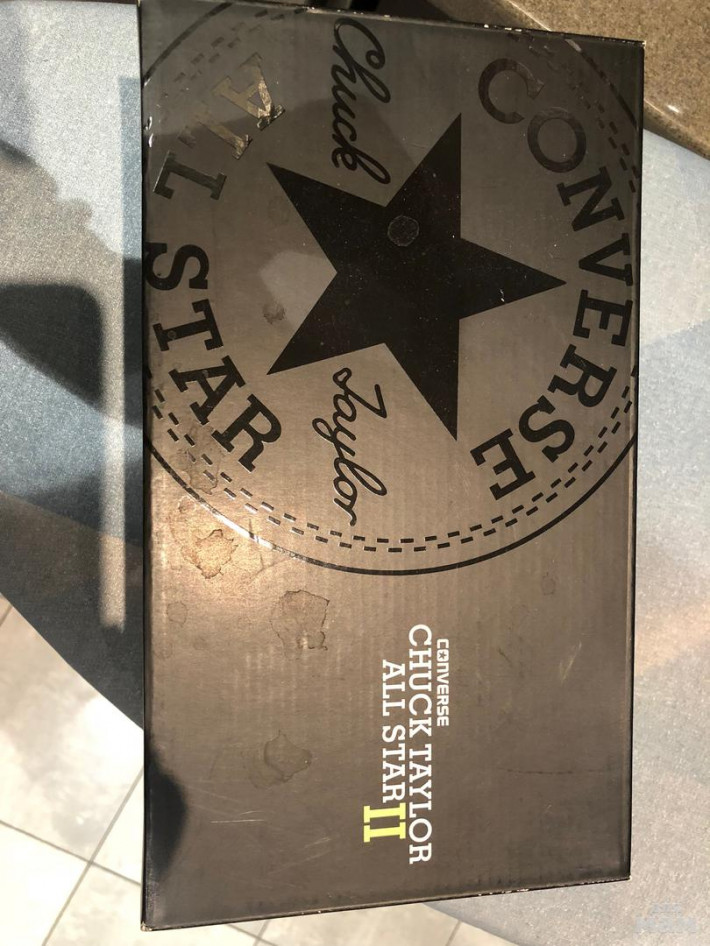 CONVERSE
Chuck Taylor
ALL STAR
CONVERSE
CHUCK TAYLOR
ALL STAR II